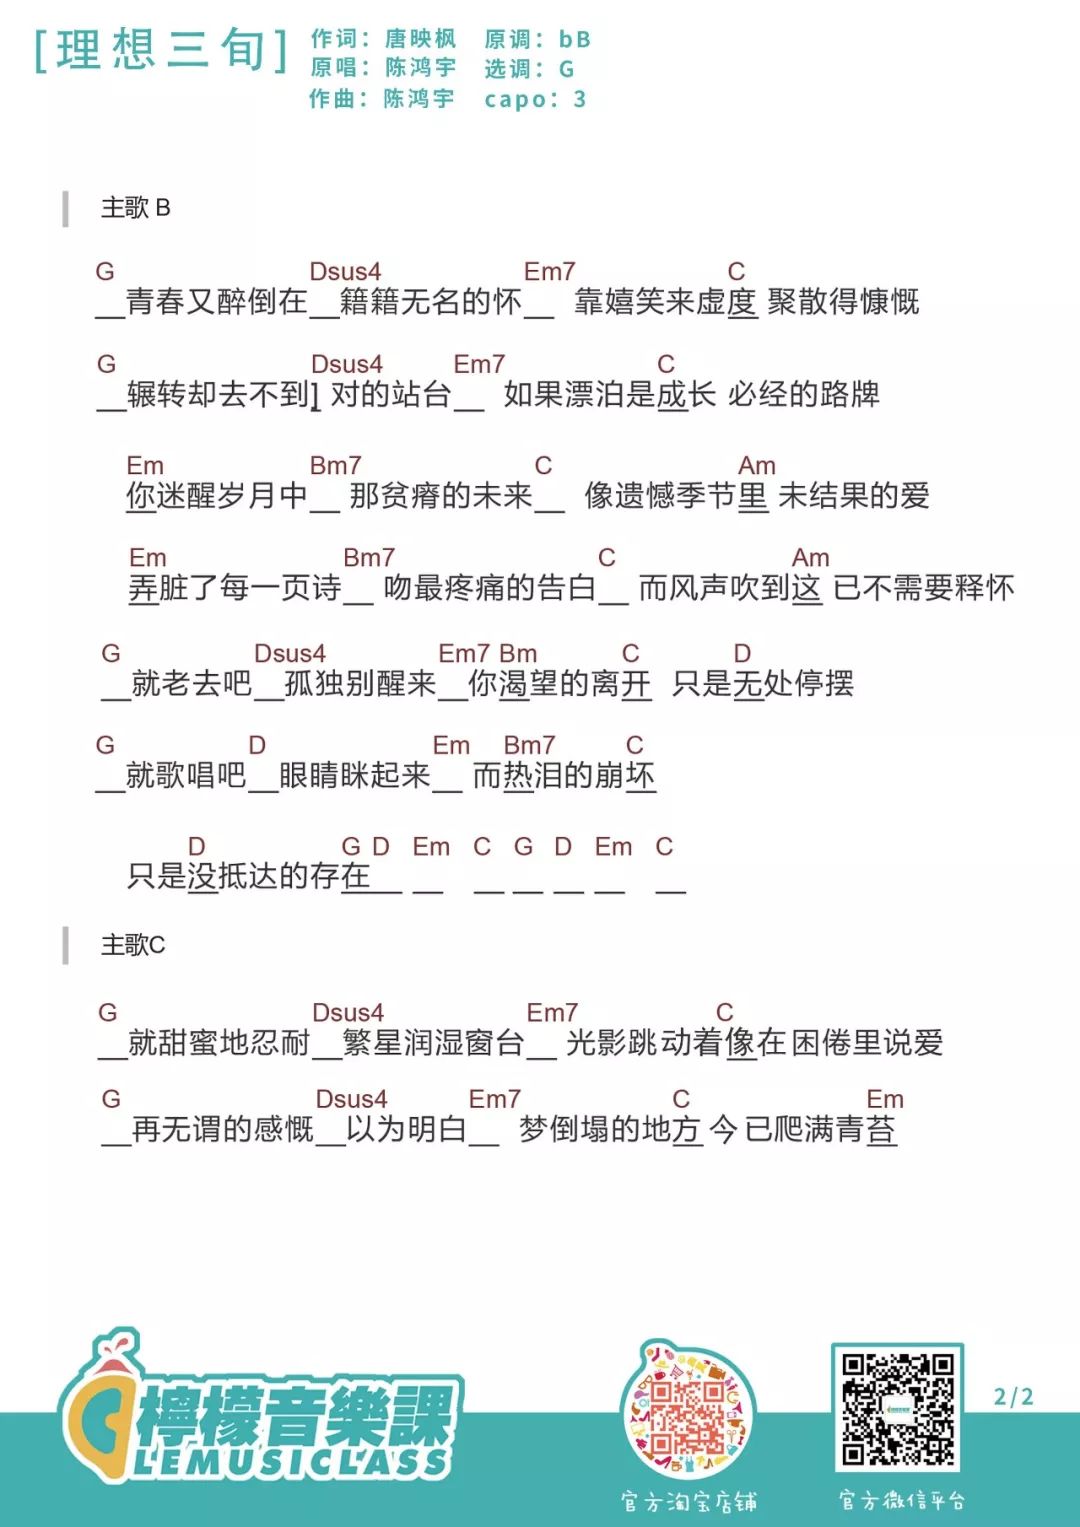 [理想三旬]
作词：唐映枫 原调：bB
原唱：陈鸿宇 选调：G
作曲：陈鸿宇 capo：3
主歌 B
G Dsus4 Em7 C
__青春又醉倒在__籍籍无名的怀__ 靠嬉笑来虚度 聚散得慷慨
G Dsus4 Em7 C
__辗转却去不到] 对的站台__ 如果漂泊是成长 必经的路牌
Em Bm7 C Am
你迷醒岁月中__ 那贫瘠的未来__ 像遗憾季节里 未结果的爱
Em Bm7 C Am
弄脏了每一页诗__ 吻最疼痛的告白__ 而风声吹到这 已不需要释怀
G Dsus4 Em7 Bm C D
__就老去吧__孤独别醒来__你渴望的离开 只是无处停摆
G D Em Bm7 C
__就歌唱吧__眼睛眯起来__ 而热泪的崩坏
D G D Em C G D Em C
只是没抵达的存在__ __ __ __ __ __ __
主歌C
G Dsus4 Em7 C
__就甜蜜地忍耐__繁星润湿窗台__ 光影跳动着像在困倦里说爱
G Dsus4 Em7 C Em
__再无谓的感慨__以为明白__ 梦倒塌的地方 今已爬满青苔
檸檬音樂課
LEMUSICLASS
官方淘宝店铺
官方微信平台
2/2